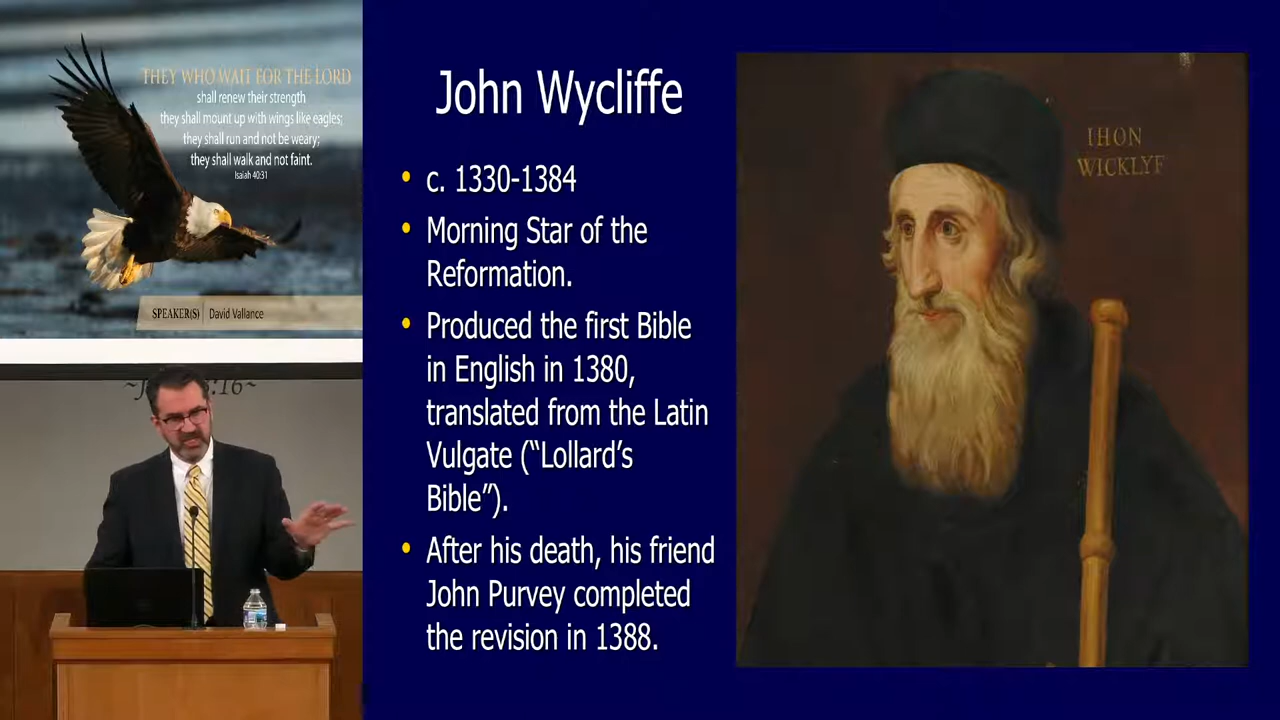 THEY WHO WAIT FOR THE LORD
shall renew their strength
they shall mount up with wings like eagles;
they shall run and not be weary;
they shall walk and not faint.
Isaiah 40:31
SPEAKER(S) David Vallance
:16~
John Wycliffe
• c. 1330-1384
• Morning Star of the
Reformation.
• Produced the first Bible
in English in 1380,
translated from the Latin
Vulgate (“Lollard’s
Bible”).
• After his death, his friend
John Purvey completed
the revision in 1388.
IHON
WICKLYF